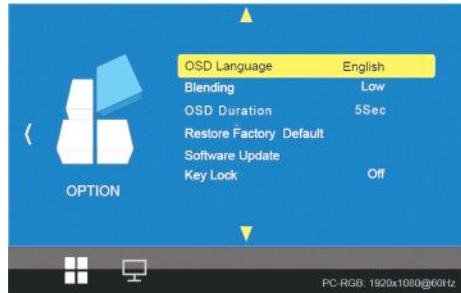 OSD Language English
Blending Low
OSD Duration 5Sec
Restore Factory Default
Software Update
Key Lock Off
OPTION
PC-RGB: 1920x1080@60Hz